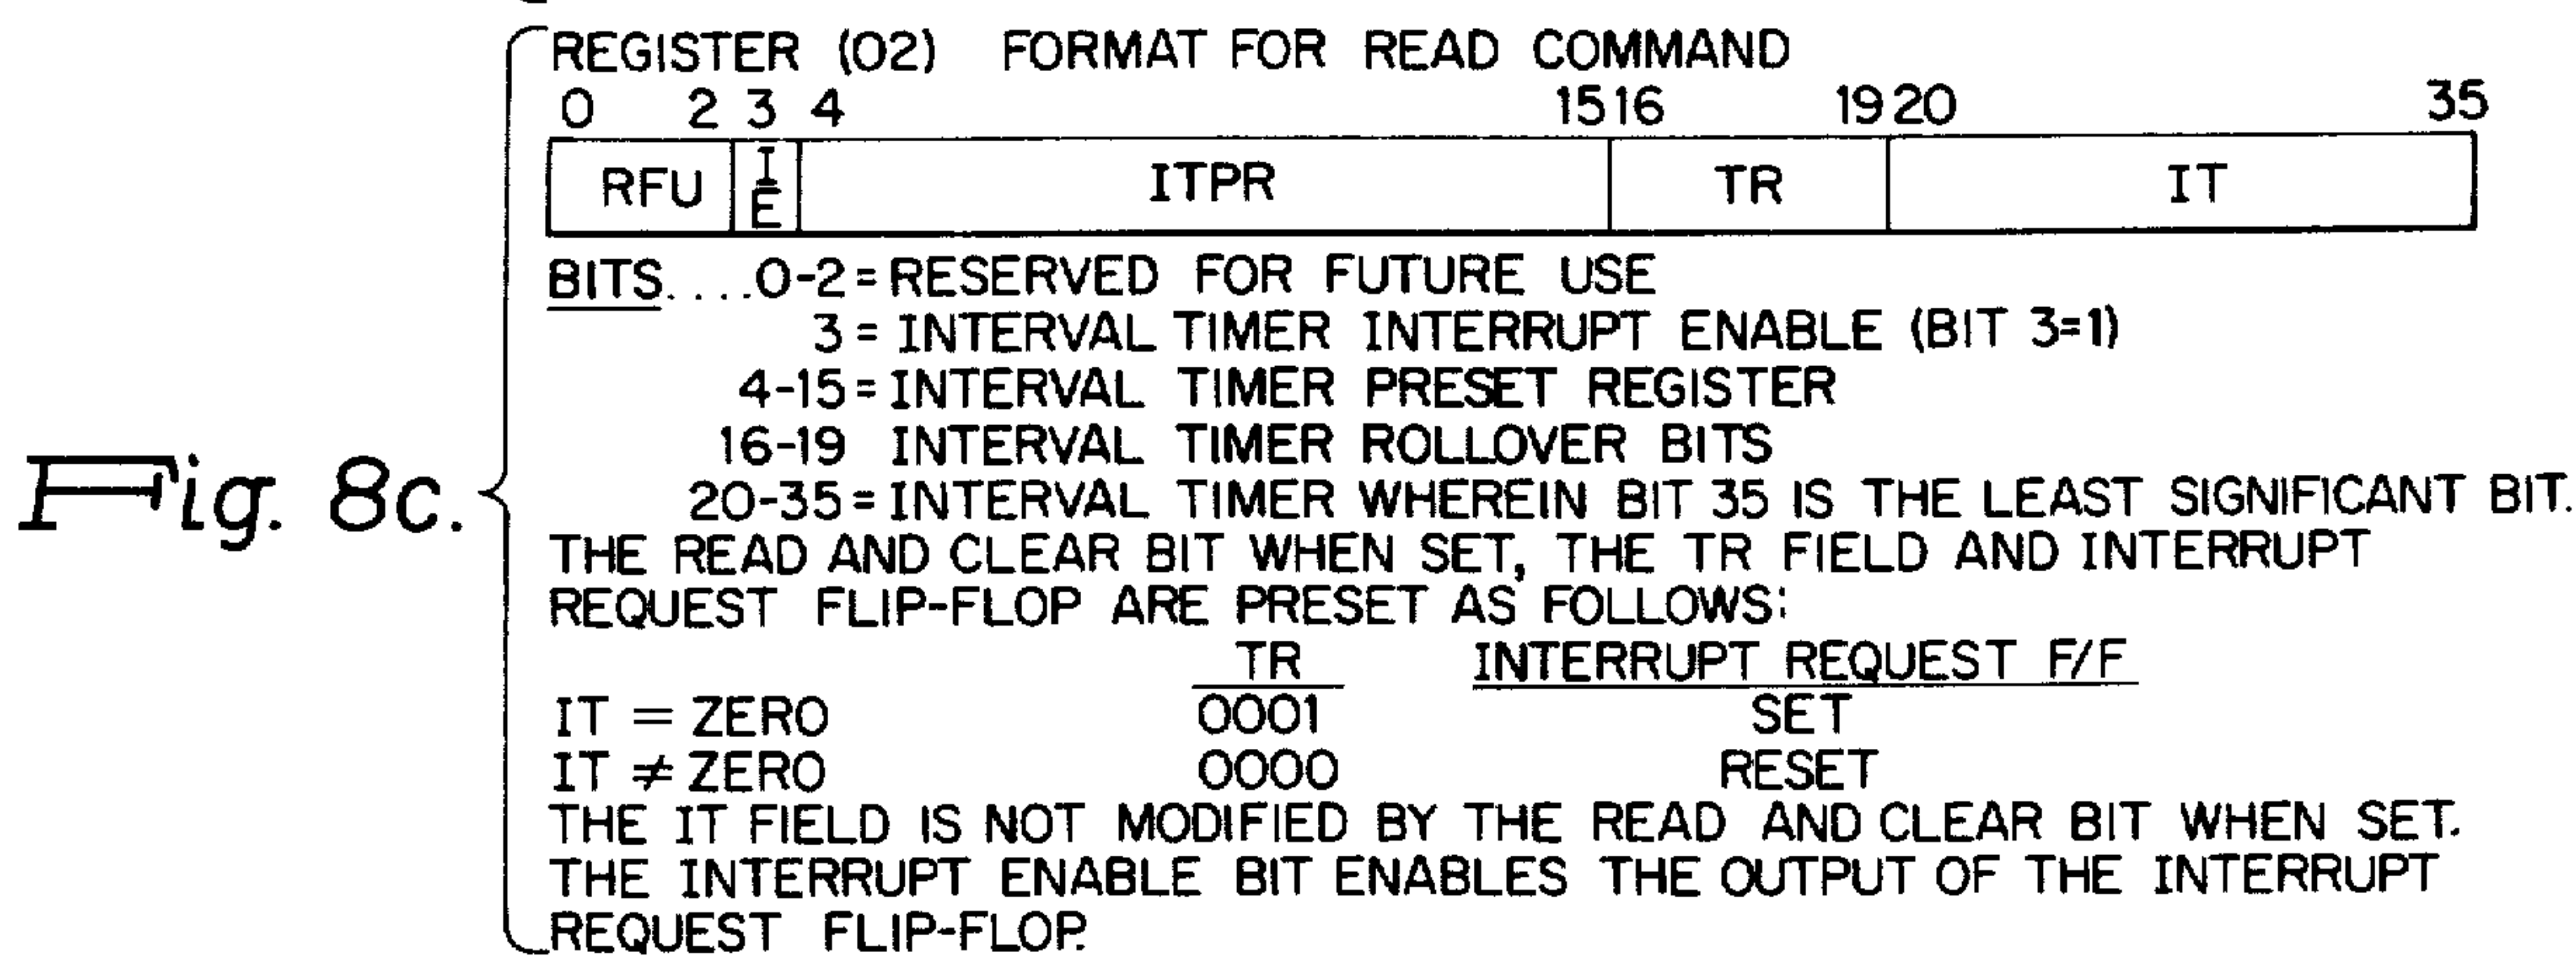 REGISTER (02) FORMAT FOR READ COMMAND
0 2 3 4 15 16 19 20 35
RFU IE ITPR TR IT
BITS....0-2=RESERVED FOR FUTURE USE
3= INTERVAL TIMER INTERRUPT ENABLE (BIT 3=1)
4-15=INTERVAL TIMER PRESET REGISTER
16-19 INTERVAL TIMER ROLLOVER BITS
Fig. 8c.
20-35=INTERVAL TIMER WHEREIN BIT 35 IS THE LEAST SIGNIFICANT BIT.
THE READ AND CLEAR BIT WHEN SET, THE TR FIELD AND INTERRUPT
REQUEST FLIP-FLOP ARE PRESET AS FOLLOWS:
TR INTERRUPT REQUEST F/F
IT = ZERO 0001 SET
IT ≠ ZERO 0000 RESET
THE IT FIELD IS NOT MODIFIED BY THE READ AND CLEAR BIT WHEN SET.
THE INTERRUPT ENABLE BIT ENABLES THE OUTPUT OF THE INTERRUPT
REQUEST FLIP-FLOP.